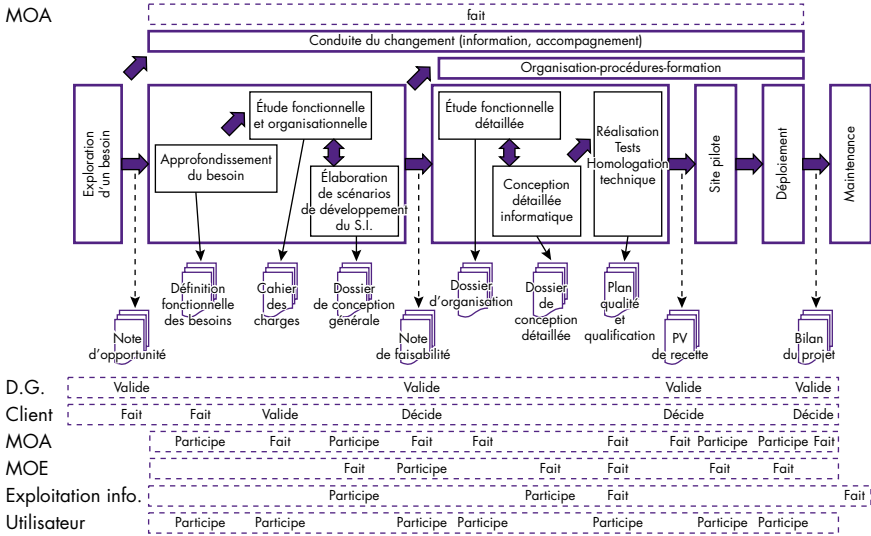 MOA
fait
Conduite du changement (information, accompagnement)
Organisation-procédures-formation
Exploration
d'un besoin
Approfondissement
du besoin
Étude fonctionnelle
et organisationnelle
Élaboration
de scénarios
de développement
du S.I.
Étude fonctionnelle
détaillée
Conception
détaillée
informatique
Réalisation
Tests
Homologation
technique
Site pilote
Déploiement
Maintenance
Note
d'opportunité
Définition
fonctionnelle
des besoins
Cahier
des
charges
Dossier
de conception
générale
Note
de faisabilité
Dossier
d'organisation
Dossier
de
conception
détaillée
Plan
qualité
et
qualification
PV
de recette
Bilan
du projet
D.G. Valide Valide Valide Valide
Client Fait Fait Valide Décide Décide Décide
MOA Participe Fait Participe Fait Fait Fait Fait Participe Participe Fait
MOE Fait Participe Fait Fait Fait Fait
Exploitation info. Participe Participe Fait Fait
Utilisateur Participe Participe Participe Participe Participe Participe Participe